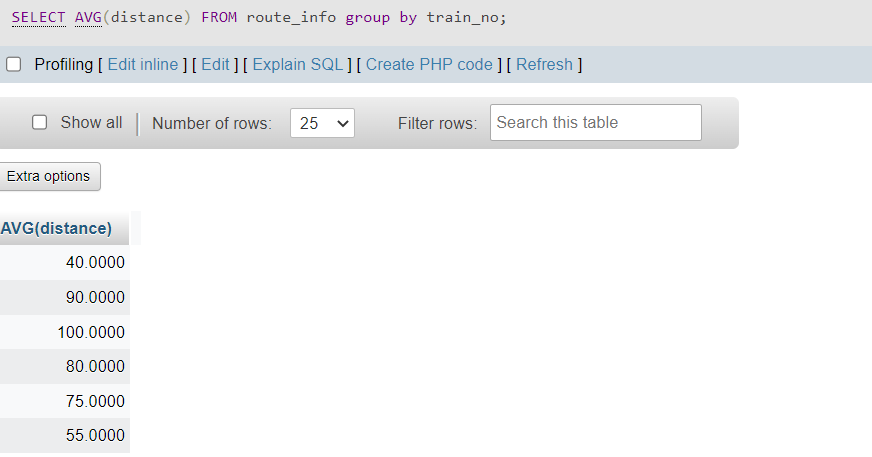 SELECT AVG(distance) FROM route_info group by train_no;
Profiling [ Edit inline ] [ Edit ] [ Explain SQL ] [ Create PHP code ] [ Refresh ]
Show all Number of rows: 25 Filter rows: Search this table
Extra options
AVG(distance)
40.0000
90.0000
100.0000
80.0000
75.0000
55.0000